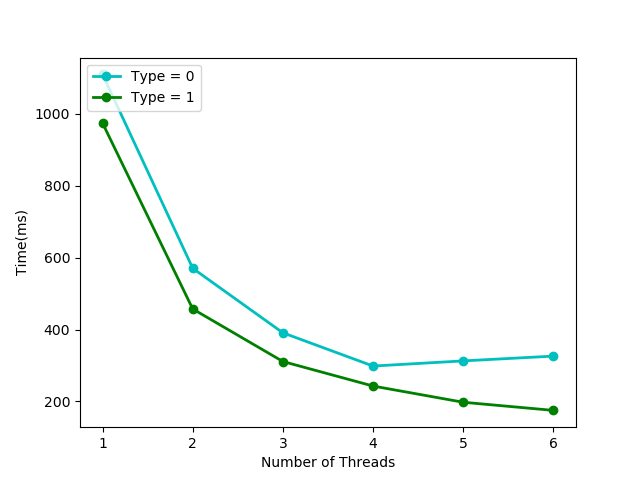 Type = 0
Type = 1
1000
800
600
400
200
Time(ms)
1 2 3 4 5 6
Number of Threads